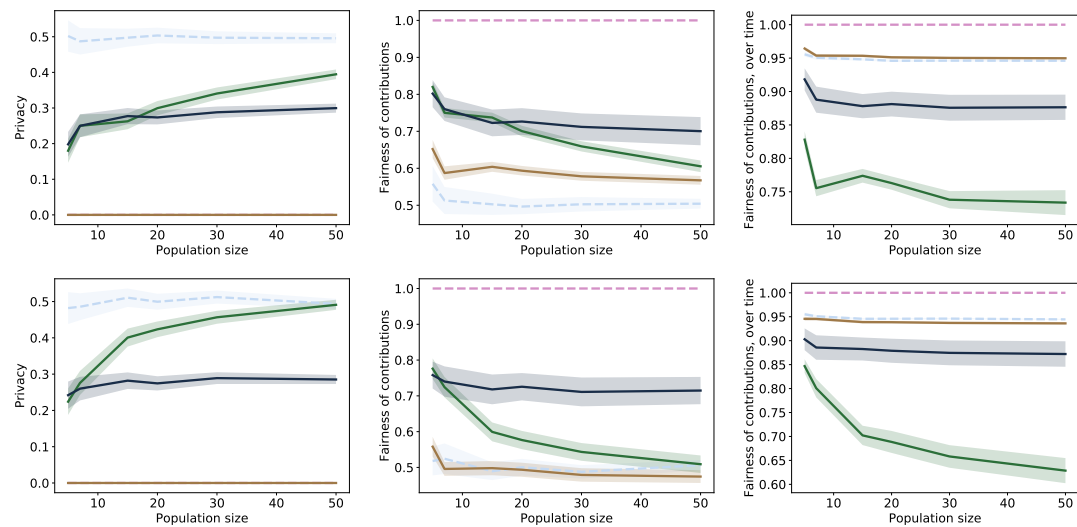 0.5
0.4
0.3
0.2
0.1
0.0
Privacy
10 20 30 40 50
Population size
1.0
0.9
0.8
0.7
0.6
0.5
Fairness of contributions
10 20 30 40 50
Population size
1.00
0.95
0.90
0.85
0.80
0.75
Fairness of contributions, over time
10 20 30 40 50
Population size
0.5
0.4
0.3
0.2
0.1
0.0
Privacy
10 20 30 40 50
Population size
1.0
0.9
0.8
0.7
0.6
0.5
Fairness of contributions
10 20 30 40 50
Population size
1.00
0.95
0.90
0.85
0.80
0.75
0.70
0.65
0.60
Fairness of contributions, over time
10 20 30 40 50
Population size